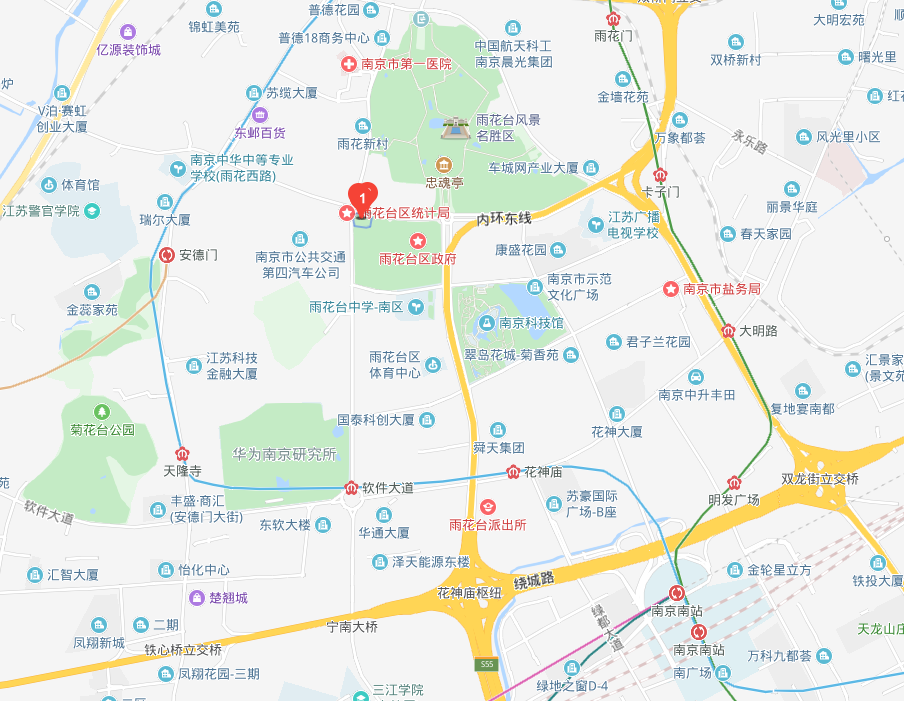 普德花园
锦虹美苑
雨花门
大明宏苑
亿源装饰城
普德18商务中心
中国航天科工
南京晨光集团
双桥新村
曙光里
南京市第一医院
金墙花苑
炉
苏缆大厦
V泊·赛虹
创业大厦
东邺百货
雨花台风景
名胜区
万象都荟
永乐路
风光里小区
雨花新村
南京中华中等专业
学校(雨花西路)
忠魂亭
车城网产业大厦
体育馆
卡子门
丽景华庭
江苏警官学院
瑞尔大厦
1
雨花台区统计局
内环东线
江苏广播
电视学校
春天家园
安德门
南京市公共交通
第四汽车公司
雨花台区政府
康盛花园
南京市示范
文化广场
南京市盐务局
金蕊家苑
雨花台中学-南区
南京科技馆
大明路
江苏科技
金融大厦
雨花台区
体育中心
翠岛花城-菊香苑
君子兰花园
汇景家
(景文苑
南京中升丰田
复地宴南都
菊花台公园
国泰科创大厦
花神大厦
华为南京研究所
舜天集团
天隆寺
软件大道
花神庙
双龙街立交桥
苑
软件大道
丰盛·商汇
(安德门大街)
苏豪国际
广场-B座
明发广场
东软大楼
华通大厦
雨花台派出所
泽天能源东楼
汇智大厦
怡化中心
绕城路
金轮星立方
铁投大厦
楚翘城
花神庙枢纽
南京南站
绿都大道
凤翔新城
二期
宁南大桥
天龙山庄
铁心桥立交桥
南京南站
万科九都荟
凤翔花园-三期
S55
南广场
三江学院
绿地之窗D-4